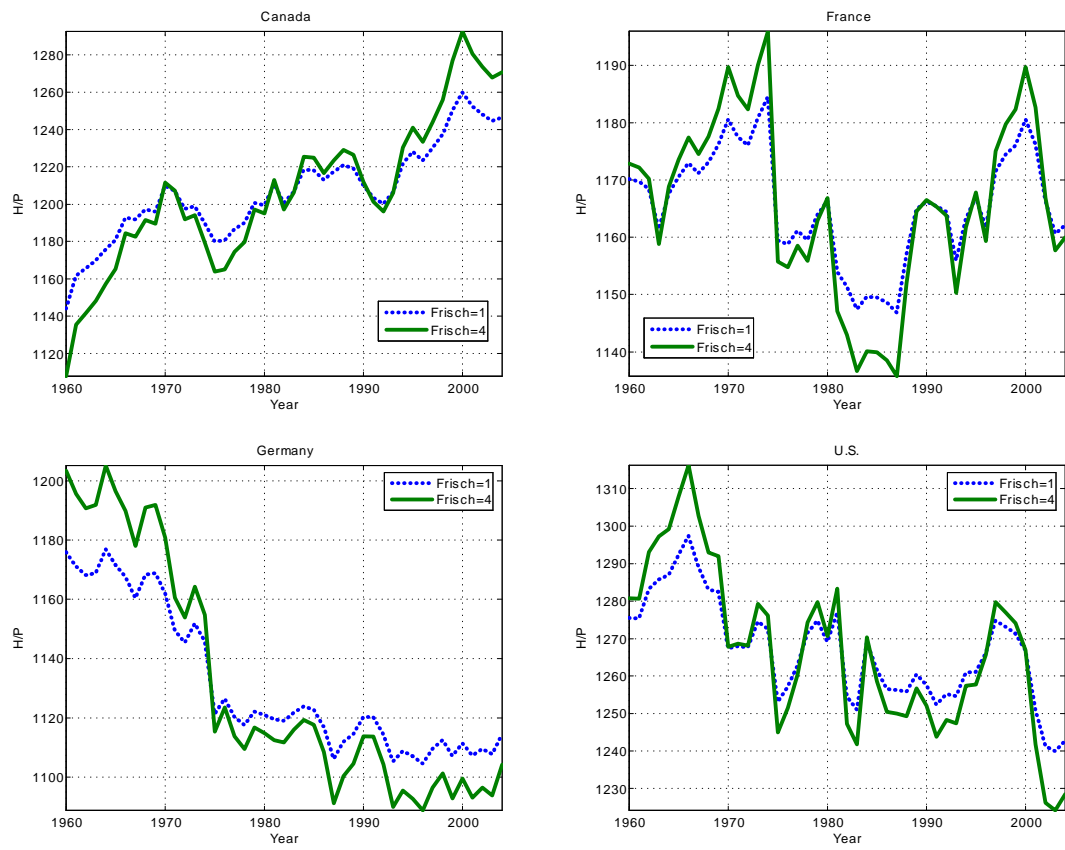 Canada
H/P
1280
1260
1240
1220
1200
1180
1160
1140
1120
Frisch=1
Frisch=4
1960 1970 1980 1990 2000
Year
France
H/P
1190
1180
1170
1160
1150
1140
Frisch=1
Frisch=4
1960 1970 1980 1990 2000
Year
Germany
H/P
1200
1180
1160
1140
1120
1100
Frisch=1
Frisch=4
1960 1970 1980 1990 2000
Year
U.S.
H/P
1310
1300
1290
1280
1270
1260
1250
1240
1230
Frisch=1
Frisch=4
1960 1970 1980 1990 2000
Year